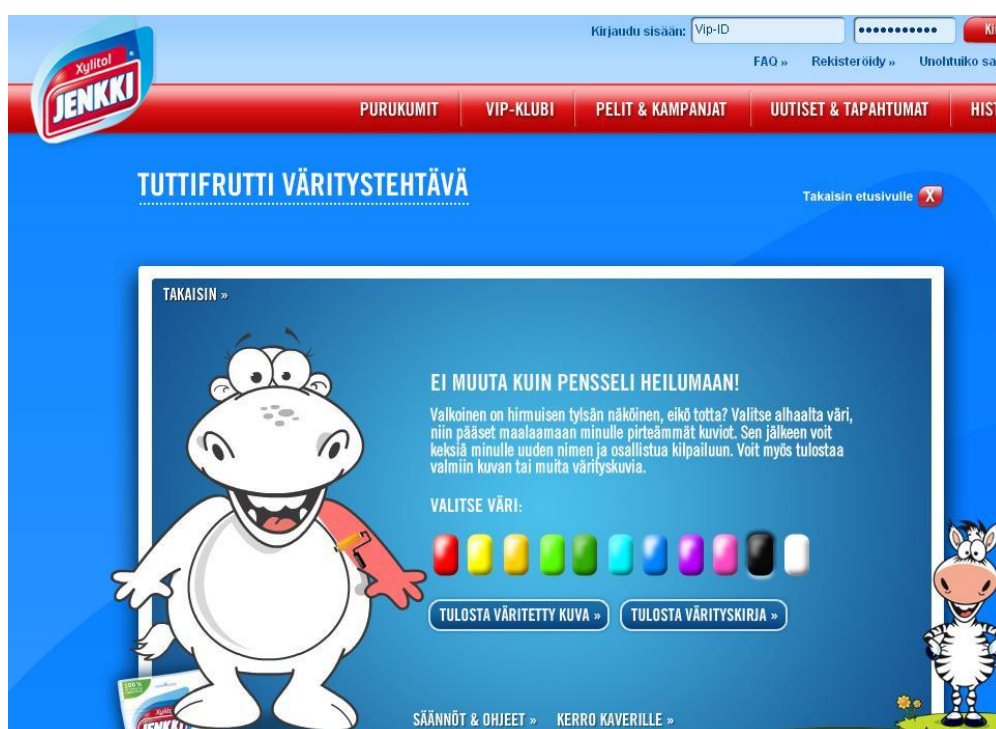 Kirjaudu sisään: Vip-ID
FAQ » Rekisteröidy » Unohtuiko
Xylitol
JENKKI
PURUKUMIT VIP-KLUBI PELIT & KAMPANJAT UUTISET & TAPAHTUMAT
TUTTIFRUTTI VÄRITYSTEHTÄVÄ
Takaisin etusivulle X
TAKAISIN »
EI MUUTA KUIN PENSSELI HEILUMAAN!
Valkoinen on hirmuisen tylsän näköinen, eikö totta? Valitse alhaalta väri,
niin pääset maalaamaan minulle pirteämmät kuviot. Sen jälkeen voit
keksiä minulle uuden nimen ja osallistua kilpailuun. Voit myös tulostaa
valmiin kuvan tai muita värityskuvia.
VALITSE VÄRI:
TULOSTA VÄRITETTY KUVA » TULOSTA VÄRITYSKIRJA »
100 %
JENKKI
SÄÄNNÖT & OHJEET » KERRO KAVERILLE »